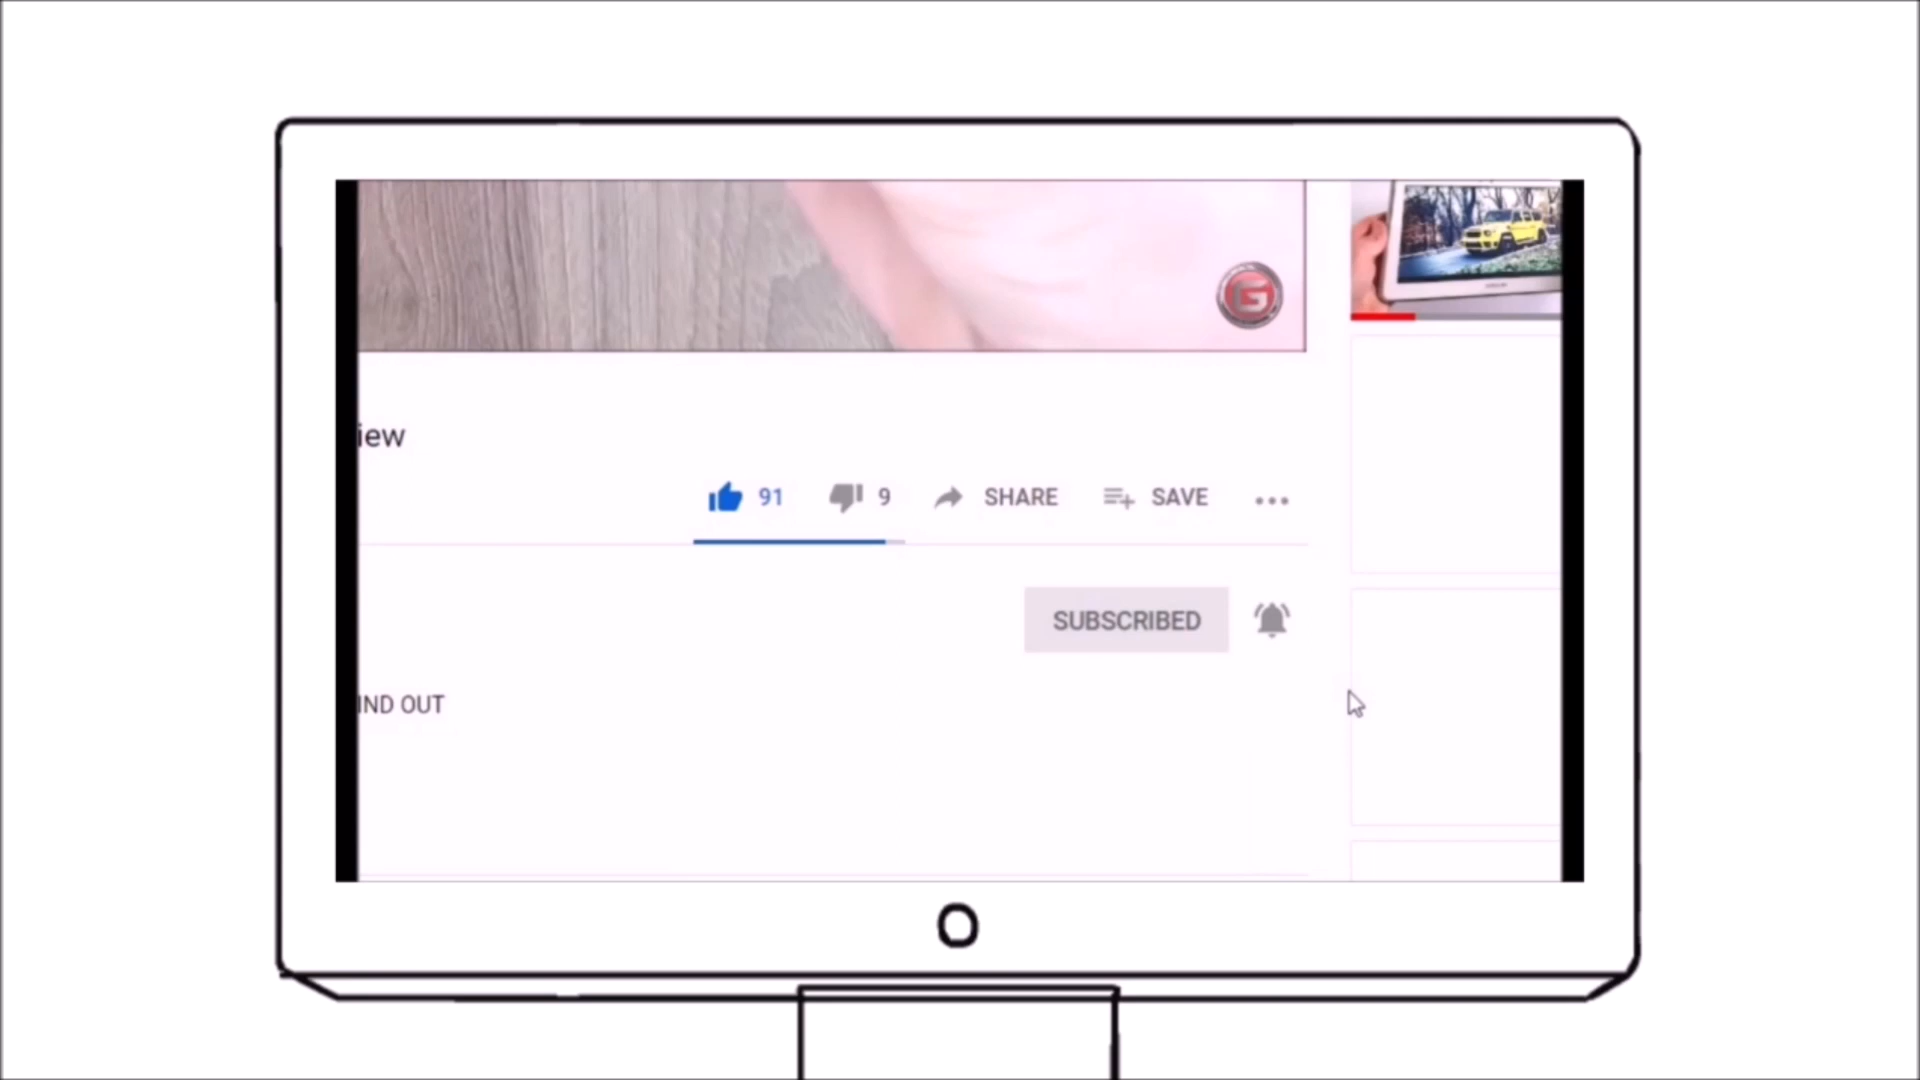 G
iew
91 9 SHARE SAVE
SUBSCRIBED
IND OUT